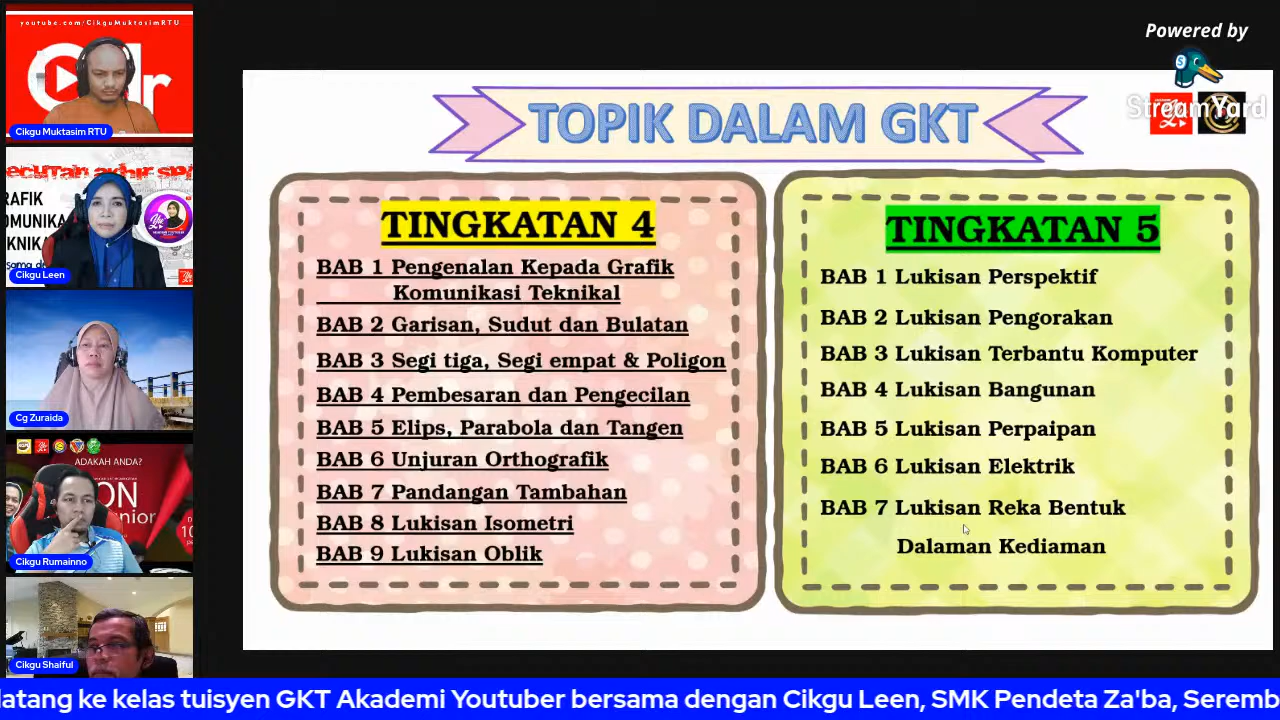 youtube.com/CikguMuktasimRTU
Cikgu Muktasim RTU
RAFIK
Cikgu Leen
Cg Zuraida
ADAKAH ANDA?
Cikgu Rumainno
Cikgu Shaiful
Powered by
StreamYard
TOPIK DALAM GKT
TINGKATAN 4
BAB 1 Pengenalan Kepada Grafik
Komunikasi Teknikal
BAB 2 Garisan, Sudut dan Bulatan
BAB 3 Segi tiga, Segi empat & Poligon
BAB 4 Pembesaran dan Pengecilan
BAB 5 Elips, Parabola dan Tangen
BAB 6 Unjuran Orthografik
BAB 7 Pandangan Tambahan
BAB 8 Lukisan Isometri
BAB 9 Lukisan Oblik
TINGKATAN 5
BAB 1 Lukisan Perspektif
BAB 2 Lukisan Pengorakan
BAB 3 Lukisan Terbantu Komputer
BAB 4 Lukisan Bangunan
BAB 5 Lukisan Perpaipan
BAB 6 Lukisan Elektrik
BAB 7 Lukisan Reka Bentuk
Dalaman Kediaman
latang ke kelas tuisyen GKT Akademi Youtuber bersama dengan Cikgu Leen, SMK Pendeta Za'ba, Seremb